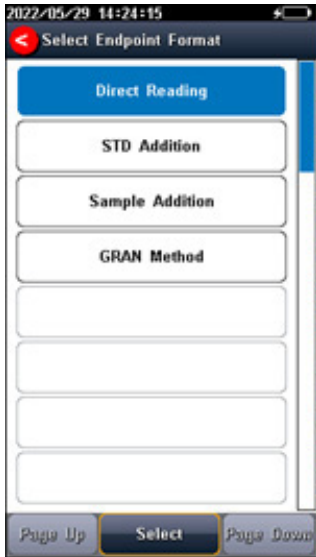 2022/05/29 14:24:15
< Select Endpoint Format
Direct Reading
STD Addition
Sample Addition
GRAN Method
Page Up
Select
Page Down